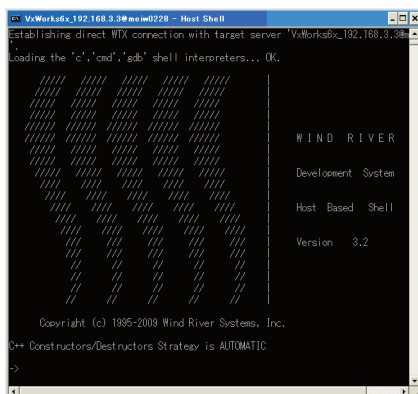 VxWorks6x_192.168.3.3@meiw0228 - Host Shell
Establishing direct WTX connection with target server 'VxWorks6x_192.168.3.3@m
'.
Loading the 'c','cmd','gdb' shell interpreters... OK.
WIND RIVER
Development System
Host Based Shell
Version 3.2
Copyright (c) 1995-2009 Wind River Systems, Inc.
C++ Constructors/Destructors Strategy is AUTOMATIC
->